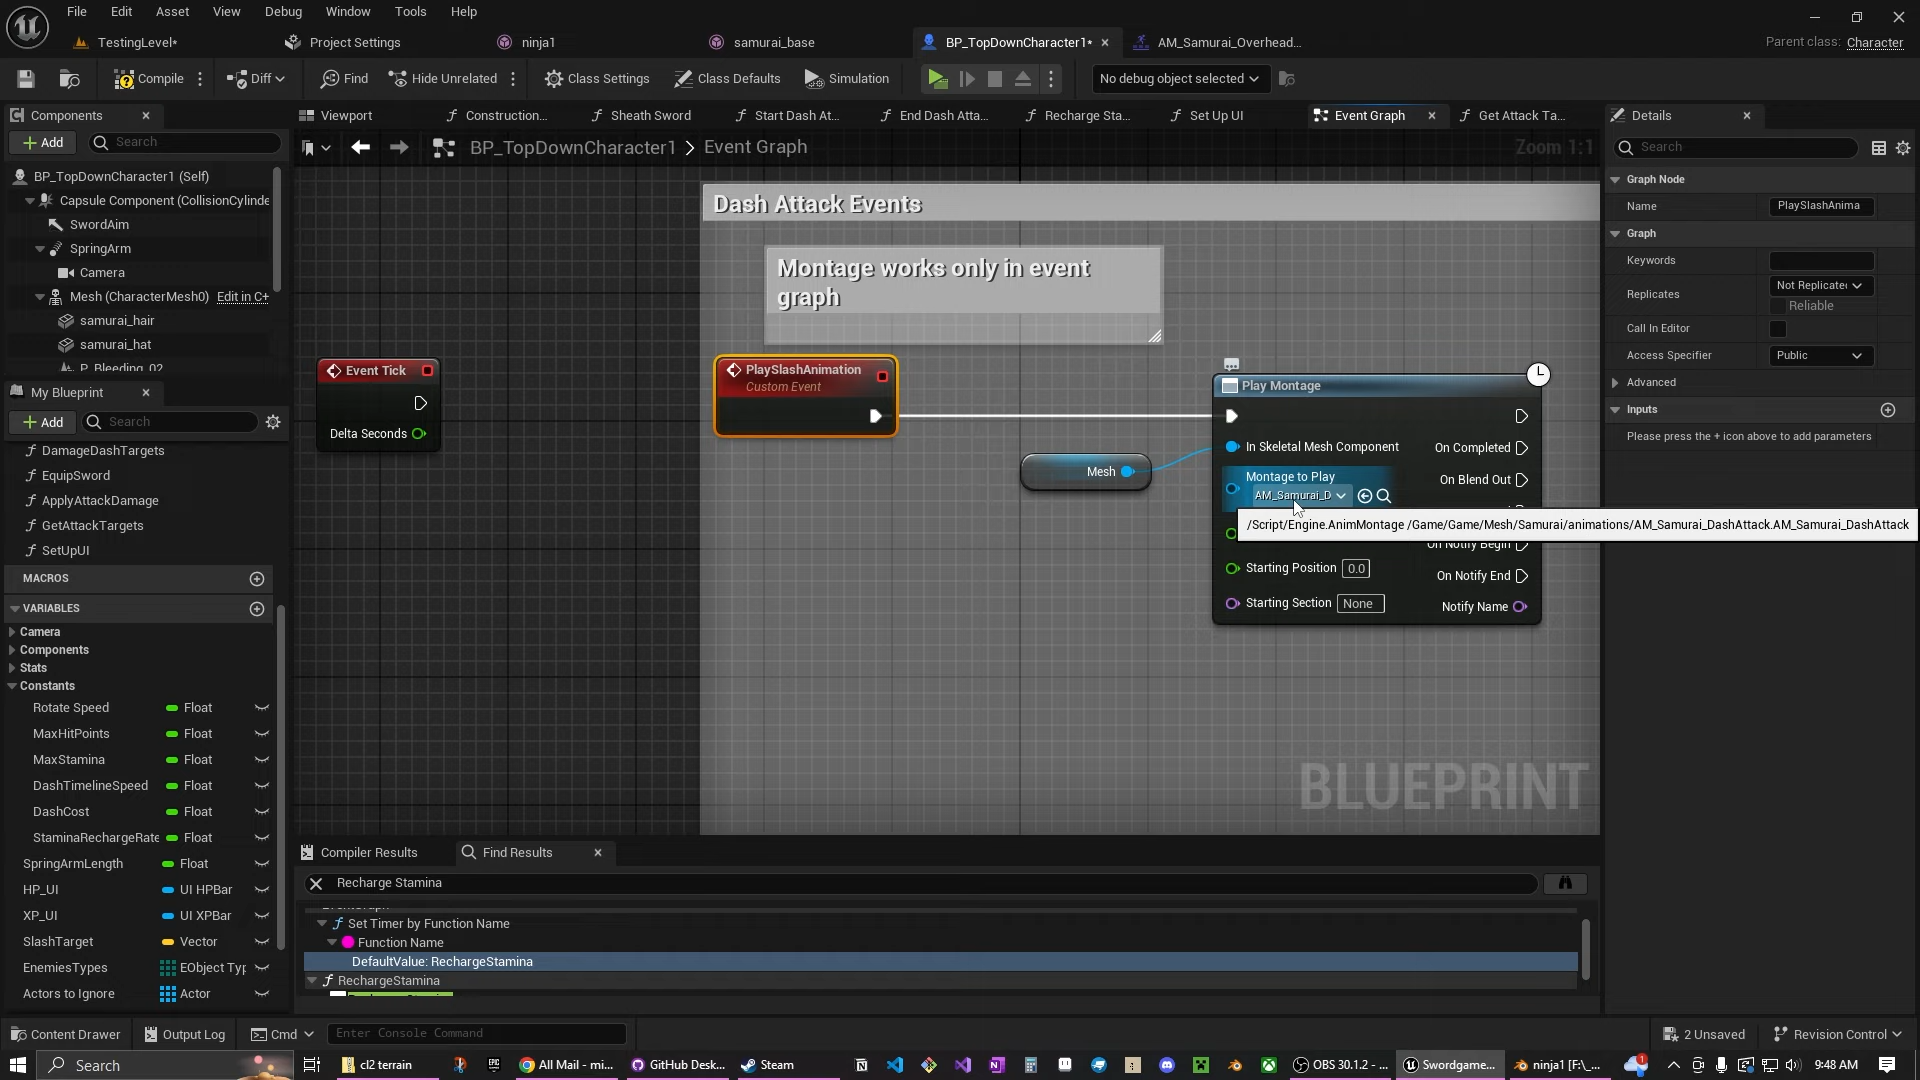 File Edit Asset View Debug Window Tools Help
TestingLevel* Project Settings ninja1 samurai_base BP_TopDownCharacter1* AM_Samurai_Overhead... Parent class: Character
Compile Diff Find Hide Unrelated Class Settings Class Defaults Simulation No debug object selected
Components
Add Search
BP_TopDownCharacter1 (Self)
Capsule Component (CollisionCylinde
SwordAim
SpringArm
Camera
Mesh (CharacterMesh0) Edit in C+
samurai_hair
samurai_hat
P_Bleeding_02
My Blueprint
Add Search
DamageDashTargets
EquipSword
ApplyAttackDamage
GetAttackTargets
SetUpUI
MACROS
VARIABLES
Camera
Components
Stats
Constants
Rotate Speed Float
MaxHitPoints Float
MaxStamina Float
DashTimelineSpeed Float
DashCost Float
StaminaRechargeRate Float
SpringArmLength Float
HP_UI UI HPBar
XP_UI UI XPBar
SlashTarget Vector
EnemiesTypes EObject Typ
Actors to Ignore Actor
Viewport Construction... Sheath Sword Start Dash At... End Dash Atta... Recharge Sta... Set Up UI Event Graph Get Attack Ta...
BP_TopDownCharacter1 > Event Graph Zoom 1:1
Dash Attack Events
Montage works only in event
graph
Event Tick
Delta Seconds
PlaySlashAnimation
Custom Event
Mesh
Play Montage
In Skeletal Mesh Component On Completed
Montage to Play On Blend Out
AM_Samurai_D
/Script/Engine.AnimMontage /Game/Game/Mesh/Samurai/animations/AM_Samurai_DashAttack.AM_Samurai_DashAttack
On Notify Begin
Starting Position 0.0 On Notify End
Starting Section None Notify Name
BLUEPRINT
Compiler Results Find Results
Recharge Stamina
Set Timer by Function Name
Function Name
DefaultValue: RechargeStamina
RechargeStamina
Details
Search
Graph Node
Name PlaySlashAnima
Graph
Keywords
Replicates Not Replicate
Reliable
Call In Editor
Access Specifier Public
Advanced
Inputs
Please press the + icon above to add parameters
Content Drawer Output Log Cmd Enter Console Command 2 Unsaved Revision Control
Search cl2 terrain All Mail - mi... GitHub Desk... Steam OBS 30.1.2 - ... Swordgame... ninja1 [F:\_... 1 9:48 AM